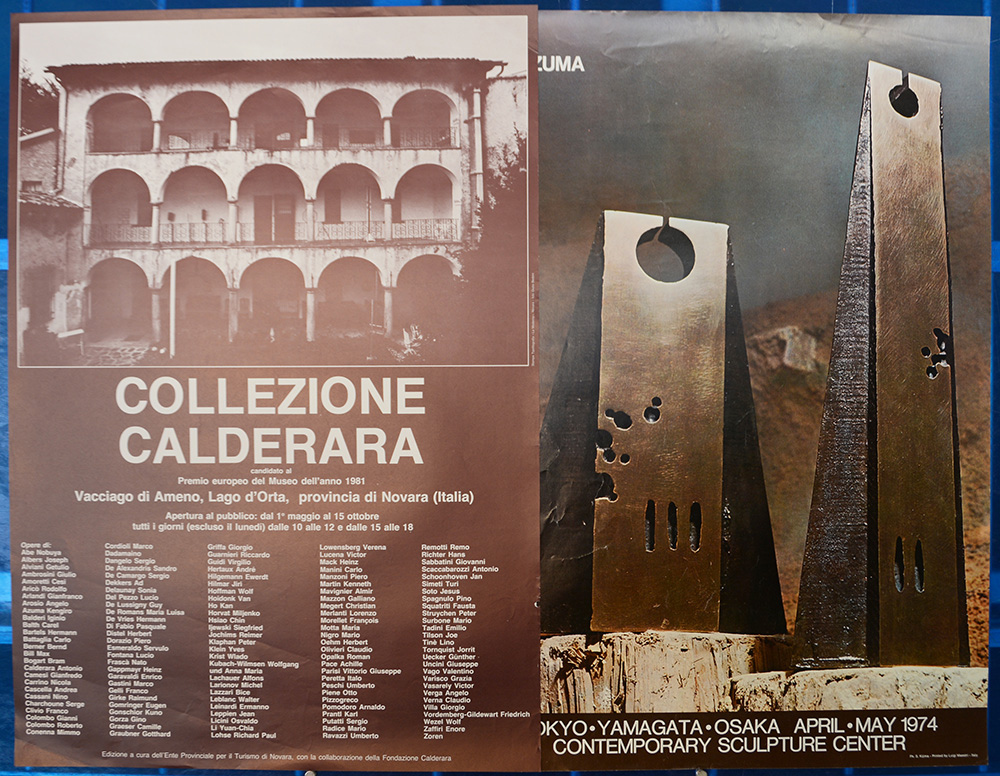 COLLEZIONE
CALDERARA
candidato al
Premio europeo del Museo dell'anno 1981
Vacciago di Ameno, Lago d'Orta, provincia di Novara (Italia)
Apertura al pubblico: dal 1° maggio al 15 ottobre
tutti i giorni (escluso il lunedì) dalle 10 alle 12 e dalle 15 alle 18
Opere di:
Abe Nobuya
Albers Joseph
Alviani Getulio
Ambrosini Giulio
Amoretti Cesi
Arico Rodolfo
Arlandi Gianfranco
Arosio Angelo
Azuma Kengiro
Balderi Iginio
Balth Carel
Bartels Hermann
Battaglia Carlo
Berner Bernd
Bill Max
Bogart Bram
Calderara Antonio
Camesi Gianfredo
Carrino Nicola
Cascella Andrea
Cassani Nino
Charchoune Serge
Civio Franco
Colombo Gianni
Colombo Roberto
Conenna Mimmo
Cordioli Marco
Dadamaino
Dangelo Sergio
De Alexandris Sandro
De Camargo Sergio
Dekkers Ad
Delaunay Sonia
Del Pezzo Lucio
De Lussigny Guy
De Romans Maria Luisa
De Vries Hermann
Di Fabio Pasquale
Distel Herbert
Dorazio Piero
Esmeraldo Servulo
Fontana Lucio
Frascà Nato
Gappmayr Heinz
Garavaldi Enrico
Gastini Marco
Gelli Franco
Girke Raimund
Gomringer Eugen
Gonschior Kuno
Gorza Gino
Graeser Camille
Graubner Gotthard
Griffa Giorgio
Guarnieri Riccardo
Guidi Virgilio
Hertaux André
Hilgemann Ewerdt
Hilmar Jiri
Hoffman Wolf
Hoidonk Van
Ho Kan
Horvat Miljenko
Hsiao Chin
Iljewski Siegfried
Jochims Reimer
Klaphan Peter
Klein Yves
Krist Wlado
Kubach-Wilmsen Wolfgang
und Anna Maria
Lachauer Alfons
Larionov Michel
Lazzari Bice
Leblanc Walter
Leinardi Ermanno
Leppien Jean
Licini Osvaldo
Li Yuan-Chia
Lohse Richard Paul
Lowensberg Verena
Lucena Victor
Mack Heinz
Manini Carlo
Manzoni Piero
Martin Kenneth
Mavignier Almir
Mazzon Galliano
Megert Christian
Merlanti Lorenzo
Morellet François
Motta Maria
Nigro Mario
Oehm Herbert
Olivieri Claudio
Opalka Roman
Pace Achille
Parisi Vittorio Giuseppe
Peretta Italo
Peschi Umberto
Piene Otto
Pizzogreco
Pomodoro Arnaldo
Prantl Karl
Putatti Sergio
Radice Mario
Ravazzi Umberto
Remotti Remo
Richter Hans
Sabbatini Giovanni
Scaccabarozzi Antonio
Schoonhoven Jan
Simeti Turi
Soto Jesus
Spagnulo Pino
Squatriti Fausta
Struychen Peter
Surbone Mario
Tadini Emilio
Tilson Joe
Tinè Lino
Tornquist Jorrit
Uecker Günther
Uncini Giuseppe
Vago Valentino
Varisco Grazia
Vasarely Victor
Verga Angelo
Verna Claudio
Villa Giorgio
Vordemberg-Gildewart Friedrich
Wezel Wolf
Zaffiri Enore
Zoren
Edizione a cura dell'Ente Provinciale per il Turismo di Novara, con la collaborazione della Fondazione Calderara
ZUMA
OKYO•YAMAGATA•OSAKA APRIL•MAY 1974
CONTEMPORARY SCULPTURE CENTER